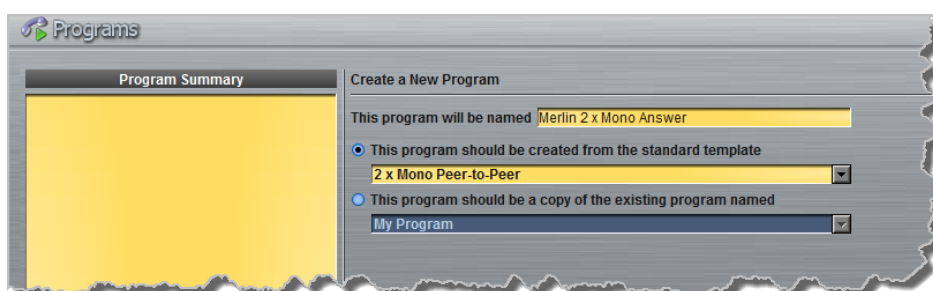 Programs
Program Summary
Create a New Program
This program will be named Merlin 2 x Mono Answer
This program should be created from the standard template
2 x Mono Peer-to-Peer
This program should be a copy of the existing program named
My Program